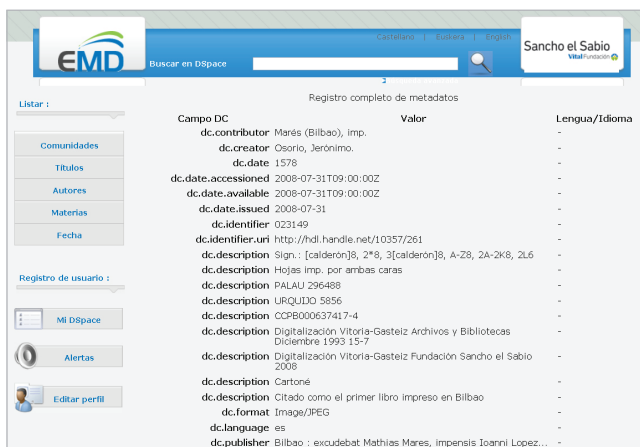 Castellano | Euskera | English
EMD
Sancho el Sabio
VitalFundación
Buscar en DSpace
Listar :
Registro completo de metadatos
Campo DC Valor Lengua/Idioma
dc.contributor Marés (Bilbao), imp. -
Comunidades
dc.creator Osorio, Jerónimo. -
dc.date 1578 -
Títulos
dc.date.accessioned 2008-07-31T09:00:00Z -
Autores
dc.date.available 2008-07-31T09:00:00Z -
Materias
dc.date.issued 2008-07-31 -
dc.identifier 023149 -
Fecha
dc.identifier.uri http://hdl.handle.net/10357/261 -
dc.description Sign.: [calderón]8, 2*8, 3[calderón]8, A-Z8, 2A-2K8, 2L6 -
Registro de usuario :
dc.description Hojas imp. por ambas caras -
dc.description PALAU 296488 -
dc.description URQUIJO 5856 -
Mi DSpace
dc.description CCPB000637417-4 -
dc.description Digitalización Vitoria-Gasteiz Archivos y Bibliotecas -
Diciembre 1993 15-7
Alertas
dc.description Digitalización Vitoria-Gasteiz Fundación Sancho el Sabio -
2008
dc.description Cartoné -
Editar perfil
dc.description Citado como el primer libro impreso en Bilbao -
dc.format Image/JPEG -
dc.language es -
dc.publisher Bilbao : excudebat Mathias Mares, impensis Ioanni Lopez... -